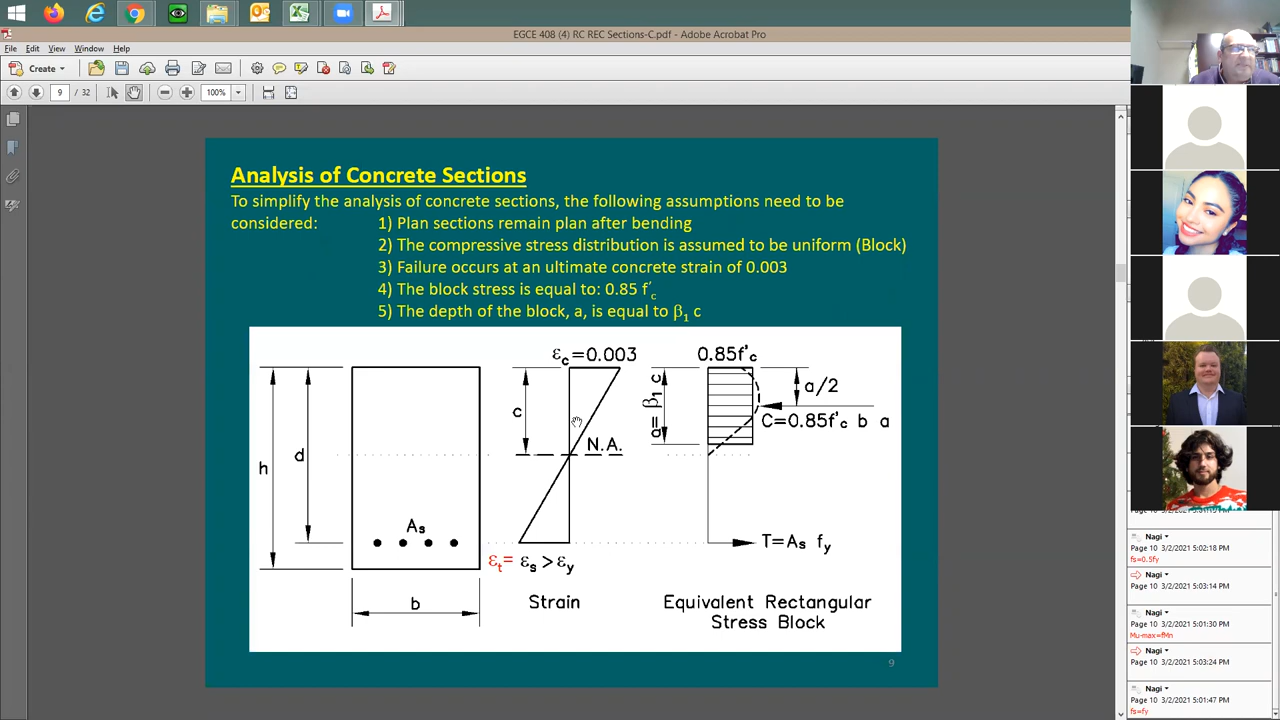 EGCE 408 (4) RC REC Sections-C.pdf - Adobe Acrobat Pro
File Edit View Window Help
Create
9 / 32 100%
Analysis of Concrete Sections
To simplify the analysis of concrete sections, the following assumptions need to be
considered: 1) Plan sections remain plan after bending
2) The compressive stress distribution is assumed to be uniform (Block)
3) Failure occurs at an ultimate concrete strain of 0.003
4) The block stress is equal to: 0.85 f'c
5) The depth of the block, a, is equal to β1 c
εc=0.003 0.85f'c
a/2
c a= β1 c
C=0.85f'c b a
N.A.
h d
As
T=As fy
εt= εs > εy
b Strain Equivalent Rectangular
Stress Block
9
Nagi
Page 10 3/2/2021 5:02:18 PM
fs=0.5fy
Nagi
Page 10 3/2/2021 5:03:14 PM
Nagi
Page 10 3/2/2021 5:01:30 PM
Mu-max=fMn
Nagi
Page 10 3/2/2021 5:03:24 PM
Nagi
Page 10 3/2/2021 5:01:47 PM
fs=fy